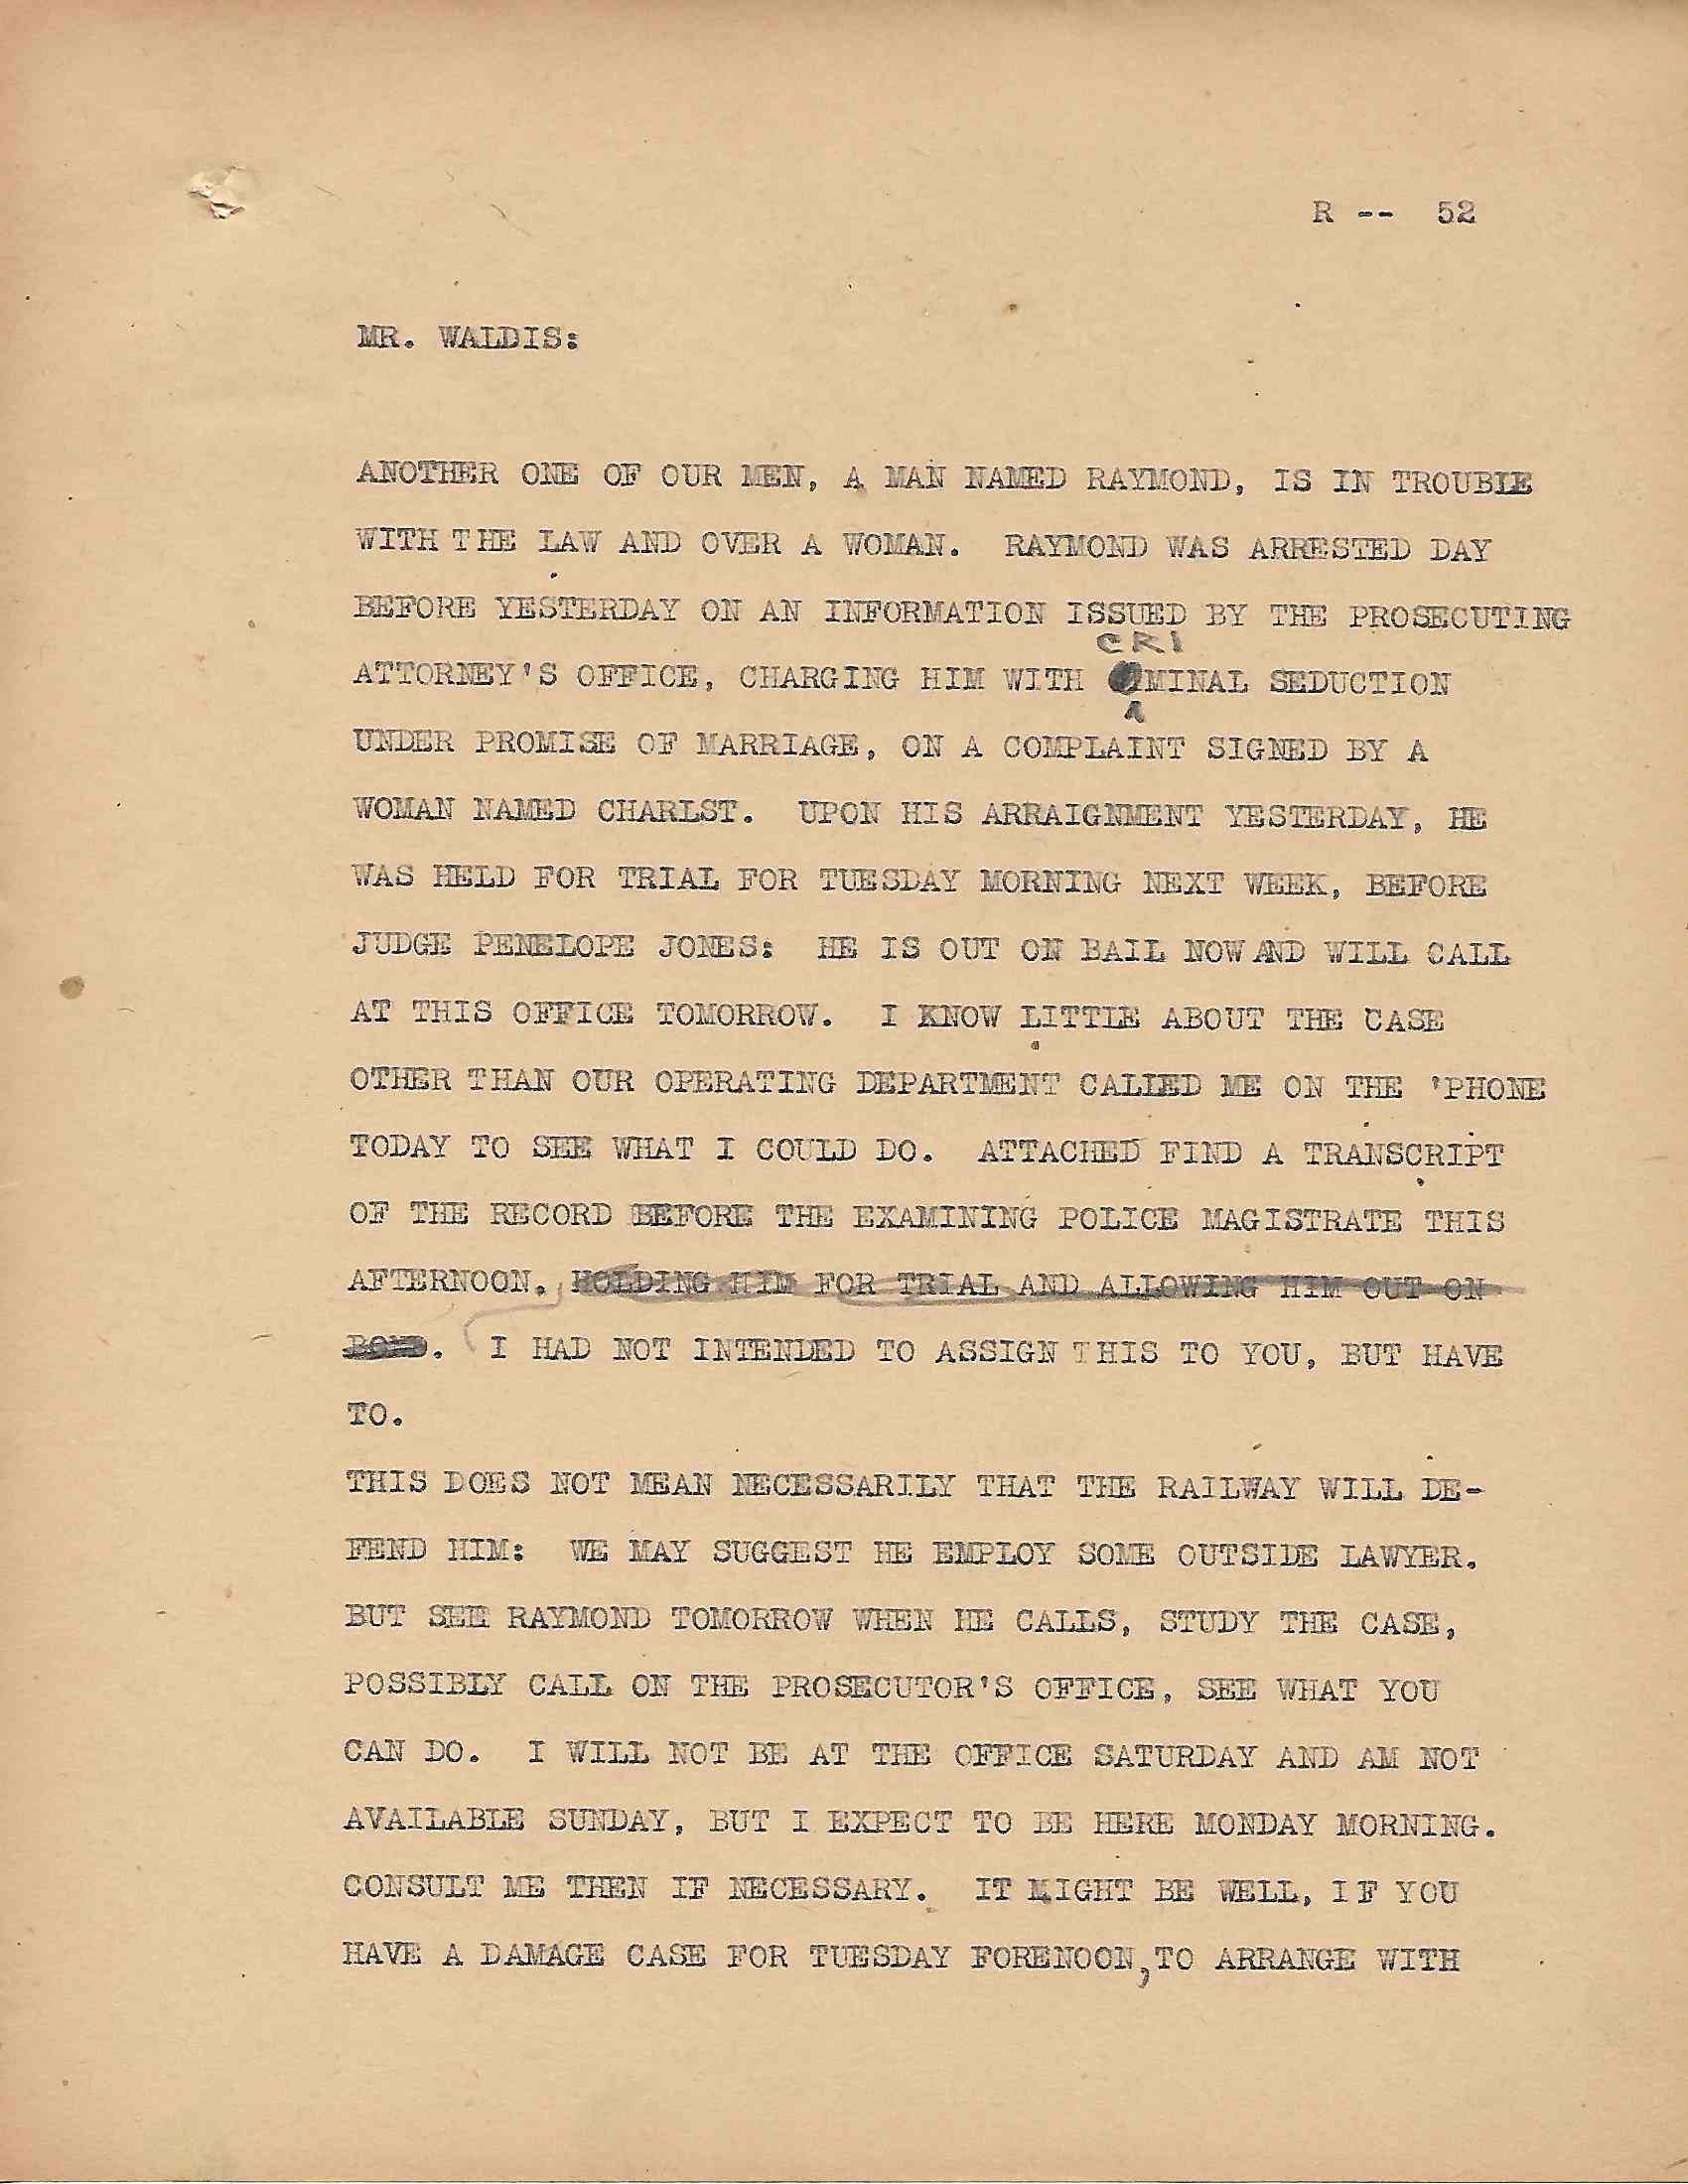 R -- 52
MR. WALDIS:
ANOTHER ONE OF OUR MEN, A MAN NAMED RAYMOND, IS IN TROUBLE
WITH THE LAW AND OVER A WOMAN. RAYMOND WAS ARRESTED DAY
BEFORE YESTERDAY ON AN INFORMATION ISSUED BY THE PROSECUTING
ATTORNEY'S OFFICE, CHARGING HIM WITH CRIMINAL SEDUCTION
UNDER PROMISE OF MARRIAGE, ON A COMPLAINT SIGNED BY A
WOMAN NAMED CHARLST. UPON HIS ARRAIGNMENT YESTERDAY, HE
WAS HELD FOR TRIAL FOR TUESDAY MORNING NEXT WEEK, BEFORE
JUDGE PENELOPE JONES: HE IS OUT ON BAIL NOW AND WILL CALL
AT THIS OFFICE TOMORROW. I KNOW LITTLE ABOUT THE CASE
OTHER THAN OUR OPERATING DEPARTMENT CALLED ME ON THE 'PHONE
TODAY TO SEE WHAT I COULD DO. ATTACHED FIND A TRANSCRIPT
OF THE RECORD BEFORE THE EXAMINING POLICE MAGISTRATE THIS
AFTERNOON, HOLDING HIM FOR TRIAL AND ALLOWING HIM OUT ON
BOND. I HAD NOT INTENDED TO ASSIGN THIS TO YOU, BUT HAVE
TO.
THIS DOES NOT MEAN NECESSARILY THAT THE RAILWAY WILL DE-
FEND HIM: WE MAY SUGGEST HE EMPLOY SOME OUTSIDE LAWYER.
BUT SEE RAYMOND TOMORROW WHEN HE CALLS, STUDY THE CASE,
POSSIBLY CALL ON THE PROSECUTOR'S OFFICE, SEE WHAT YOU
CAN DO. I WILL NOT BE AT THE OFFICE SATURDAY AND AM NOT
AVAILABLE SUNDAY, BUT I EXPECT TO BE HERE MONDAY MORNING.
CONSULT ME THEN IF NECESSARY. IT MIGHT BE WELL, IF YOU
HAVE A DAMAGE CASE FOR TUESDAY FORENOON, TO ARRANGE WITH